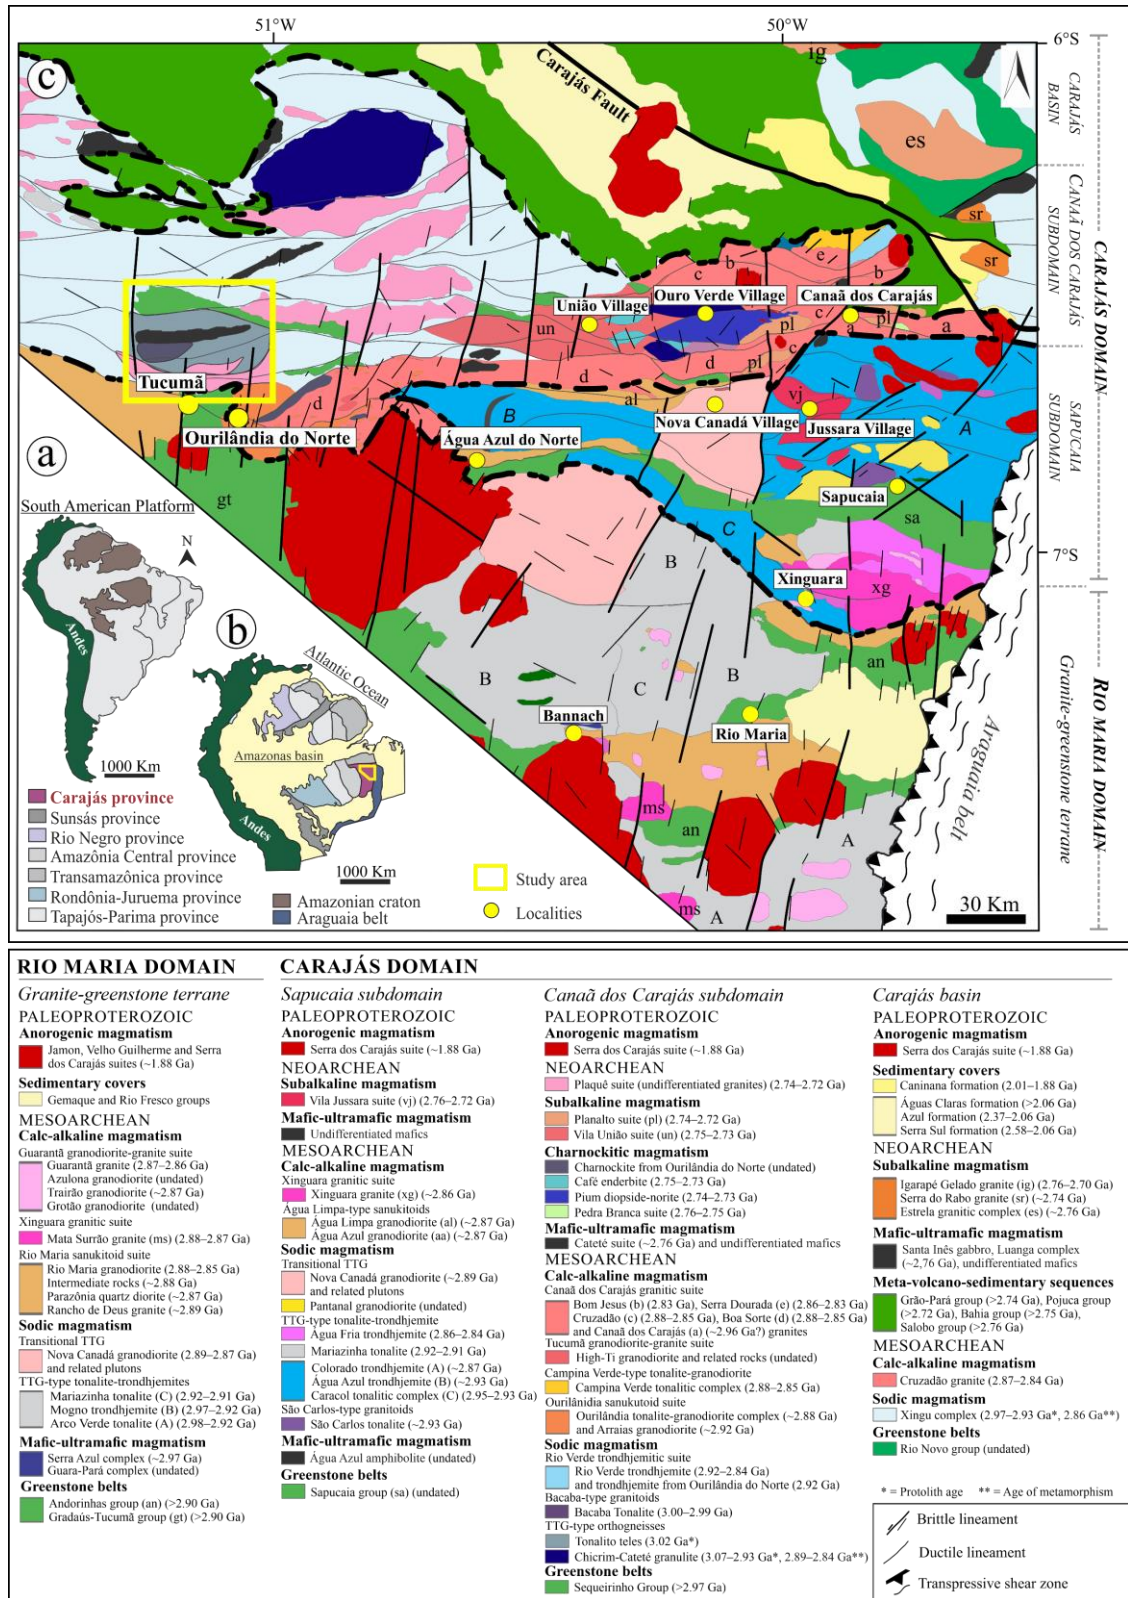 51°W
50°W
6°S
c
Carajás Fault
ig
es
sr
sr
CARAJÁS BASIN
CANAÃ DOS CARAJÁS SUBDOMAIN
SAPUCAIA SUBDOMAIN
CARAJÁS DOMAIN
b
e
b
c
União Village
Ouro Verde Village
Canaã dos Carajás
un
pl
c
a
pl
a
c
d
d
pl
Tucumã
d
al
B
vj
A
Nova Canadá Village
Jussara Village
Ourilândia do Norte
Água Azul do Norte
Sapucaia
a
gt
sa
C
South American Platform
B
7°S
N
Xinguara
xg
Andes
b
Atlantic Ocean
an
B
C
B
Bannach
Rio Maria
Granite-greenstone terrane
RIO MARIA DOMAIN
Araguaia belt
Amazonas basin
1000 Km
Andes
ms
an
A
ms
A
Carajás province
Sunsás province
Rio Negro province
Amazônia Central province
Transamazônica province
Rondônia-Juruema province
Tapajós-Parima province
1000 Km
Amazonian craton
Araguaia belt
Study area
Localities
30 Km
RIO MARIA DOMAIN
Granite-greenstone terrane
PALEOPROTEROZOIC
Anorogenic magmatism
Jamon, Velho Guilherme and Serra
dos Carajás suites (~1.88 Ga)
Sedimentary covers
Gemaque and Rio Fresco groups
MESOARCHEAN
Calc-alkaline magmatism
Guarantã granodiorite-granite suite
Guarantã granite (2.87–2.86 Ga)
Azulona granodiorite (undated)
Trairão granodiorite (~2.87 Ga)
Grotão granodiorite (undated)
Xinguara granitic suite
Mata Surrão granite (ms) (2.88–2.87 Ga)
Rio Maria sanukitoid suite
Rio Maria granodiorite (2.88–2.85 Ga)
Intermediate rocks (~2.88 Ga)
Parazônia quartz diorite (~2.87 Ga)
Rancho de Deus granite (~2.89 Ga)
Sodic magmatism
Transitional TTG
Nova Canadá granodiorite (2.89–2.87 Ga)
and related plutons
TTG-type tonalite-trondhjemites
Mariazinha tonalite (C) (2.92–2.91 Ga)
Mogno trondhjemite (B) (2.97–2.92 Ga)
Arco Verde tonalite (A) (2.98–2.92 Ga)
Mafic-ultramafic magmatism
Serra Azul complex (~2.97 Ga)
Guara-Pará complex (undated)
Greenstone belts
Andorinhas group (an) (>2.90 Ga)
Gradaús-Tucumã group (gt) (>2.90 Ga)
CARAJÁS DOMAIN
Sapucaia subdomain
PALEOPROTEROZOIC
Anorogenic magmatism
Serra dos Carajás suite (~1.88 Ga)
NEOARCHEAN
Subalkaline magmatism
Vila Jussara suite (vj) (2.76–2.72 Ga)
Mafic-ultramafic magmatism
Undifferentiated mafics
MESOARCHEAN
Calc-alkaline magmatism
Xinguara granitic suite
Xinguara granite (xg) (~2.86 Ga)
Água Limpa-type sanukitoids
Água Limpa granodiorite (al) (~2.87 Ga)
Água Azul granodiorite (aa) (~2.87 Ga)
Sodic magmatism
Transitional TTG
Nova Canadá granodiorite (~2.89 Ga)
and related plutons
Pantanal granodiorite (undated)
TTG-type tonalite-trondhjemite
Água Fria trondhjemite (2.86–2.84 Ga)
Mariazinha tonalite (2.92–2.91 Ga)
Colorado trondhjemite (A) (~2.87 Ga)
Água Azul trondhjemite (B) (~2.93 Ga)
Caracol tonalitic complex (C) (2.95–2.93 Ga)
São Carlos-type granitoids
São Carlos tonalite (~2.93 Ga)
Mafic-ultramafic magmatism
Água Azul amphibolite (undated)
Greenstone belts
Sapucaia group (sa) (undated)
Canaã dos Carajás subdomain
PALEOPROTEROZOIC
Anorogenic magmatism
Serra dos Carajás suite (~1.88 Ga)
NEOARCHEAN
Plaquê suite (undifferentiated granites) (2.74–2.72 Ga)
Subalkaline magmatism
Planalto suite (pl) (2.74–2.72 Ga)
Vila União suite (un) (2.75–2.73 Ga)
Charnockitic magmatism
Charnockite from Ourilândia do Norte (undated)
Café enderbite (2.75–2.73 Ga)
Pium diopside-norite (2.74–2.73 Ga)
Pedra Branca suite (2.76–2.75 Ga)
Mafic-ultramafic magmatism
Cateté suite (~2.76 Ga) and undifferentiated mafics
MESOARCHEAN
Calc-alkaline magmatism
Canaã dos Carajás granitic suite
Bom Jesus (b) (2.83 Ga), Serra Dourada (e) (2.86–2.83 Ga)
Cruzadão (c) (2.88–2.85 Ga), Boa Sorte (d) (2.88–2.85 Ga)
and Canaã dos Carajás (a) (~2.96 Ga?) granites
Tucumã granodiorite-granite suite
High-Ti granodiorite and related rocks (undated)
Campina Verde-type tonalite-granodiorite
Campina Verde tonalitic complex (2.88–2.85 Ga)
Ourilânidia sanukutoid suite
Ourilândia tonalite-granodiorite complex (~2.88 Ga)
and Arraias granodiorite (~2.92 Ga)
Sodic magmatism
Rio Verde trondhjemitic suite
Rio Verde trondhjemite (2.92–2.84 Ga)
and trondhjemite from Ourilândia do Norte (2.92 Ga)
Bacaba-type granitoids
Bacaba Tonalite (3.00–2.99 Ga)
TTG-type orthogneisses
Tonalito teles (3.02 Ga*)
Chicrim-Cateté granulite (3.07–2.93 Ga*, 2.89–2.84 Ga**)
Greenstone belts
Sequeirinho Group (>2.97 Ga)
Carajás basin
PALEOPROTEROZOIC
Anorogenic magmatism
Serra dos Carajás suite (~1.88 Ga)
Sedimentary covers
Caninana formation (2.01–1.88 Ga)
Águas Claras formation (>2.06 Ga)
Azul formation (2.37–2.06 Ga)
Serra Sul formation (2.58–2.06 Ga)
NEOARCHEAN
Subalkaline magmatism
Igarapé Gelado granite (ig) (2.76–2.70 Ga)
Serra do Rabo granite (sr) (~2.74 Ga)
Estrela granitic complex (es) (~2.76 Ga)
Mafic-ultramafic magmatism
Santa Inês gabbro, Luanga complex
(~2,76 Ga), undifferentiated mafics
Meta-volcano-sedimentary sequences
Grão-Pará group (>2.74 Ga), Pojuca group
(>2.72 Ga), Bahia group (>2.75 Ga),
Salobo group (>2.76 Ga)
MESOARCHEAN
Calc-alkaline magmatism
Cruzadão granite (2.87–2.84 Ga)
Sodic magmatism
Xingu complex (2.97–2.93 Ga*, 2.86 Ga**)
Greenstone belts
Rio Novo group (undated)
* = Protolith age ** = Age of metamorphism
Brittle lineament
Ductile lineament
Transpressive shear zone